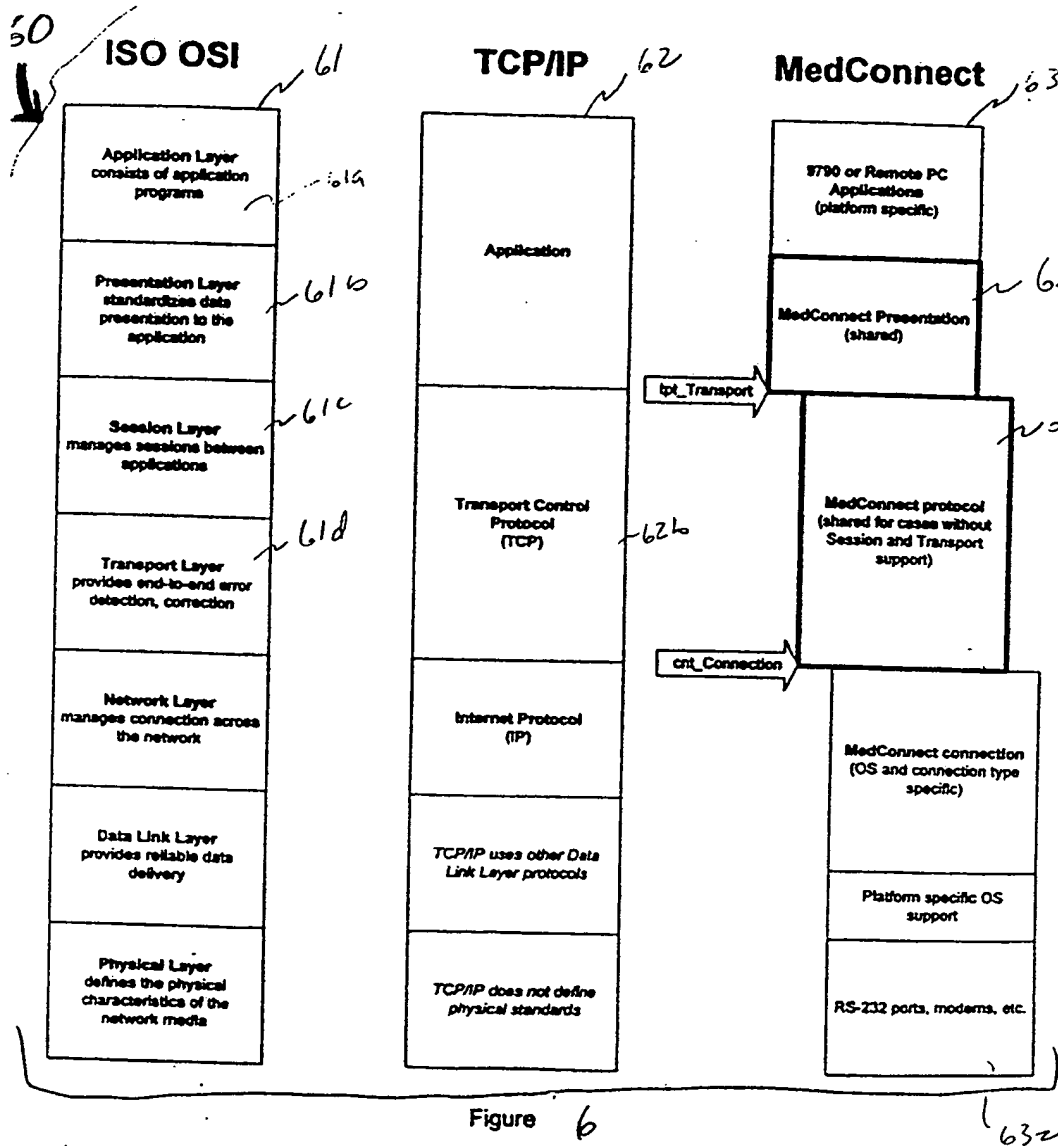 ISO OSI
61
Application Layer
consists of application
programs
61a
Presentation Layer
standardizes data
presentation to the
application
61b
Session Layer
manages sessions between
applications
61c
Transport Layer
provides end-to-end error
detection, correction
61d
Network Layer
manages connection across
the network
Data Link Layer
provides reliable data
delivery
Physical Layer
defines the physical
characteristics of the
network media
TCP/IP
62
Application
Transport Control
Protocol
(TCP)
62b
Internet Protocol
(IP)
TCP/IP uses other Data
Link Layer protocols
TCP/IP does not define
physical standards
MedConnect
63
9790 or Remote PC
Applications
(platform specific)
MedConnect Presentation
(shared)
tpt_Transport
MedConnect protocol
(shared for cases without
Session and Transport
support)
cnt_Connection
MedConnect connection
(OS and connection type
specific)
Platform specific OS
support
RS-232 ports, modems, etc.
Figure 6